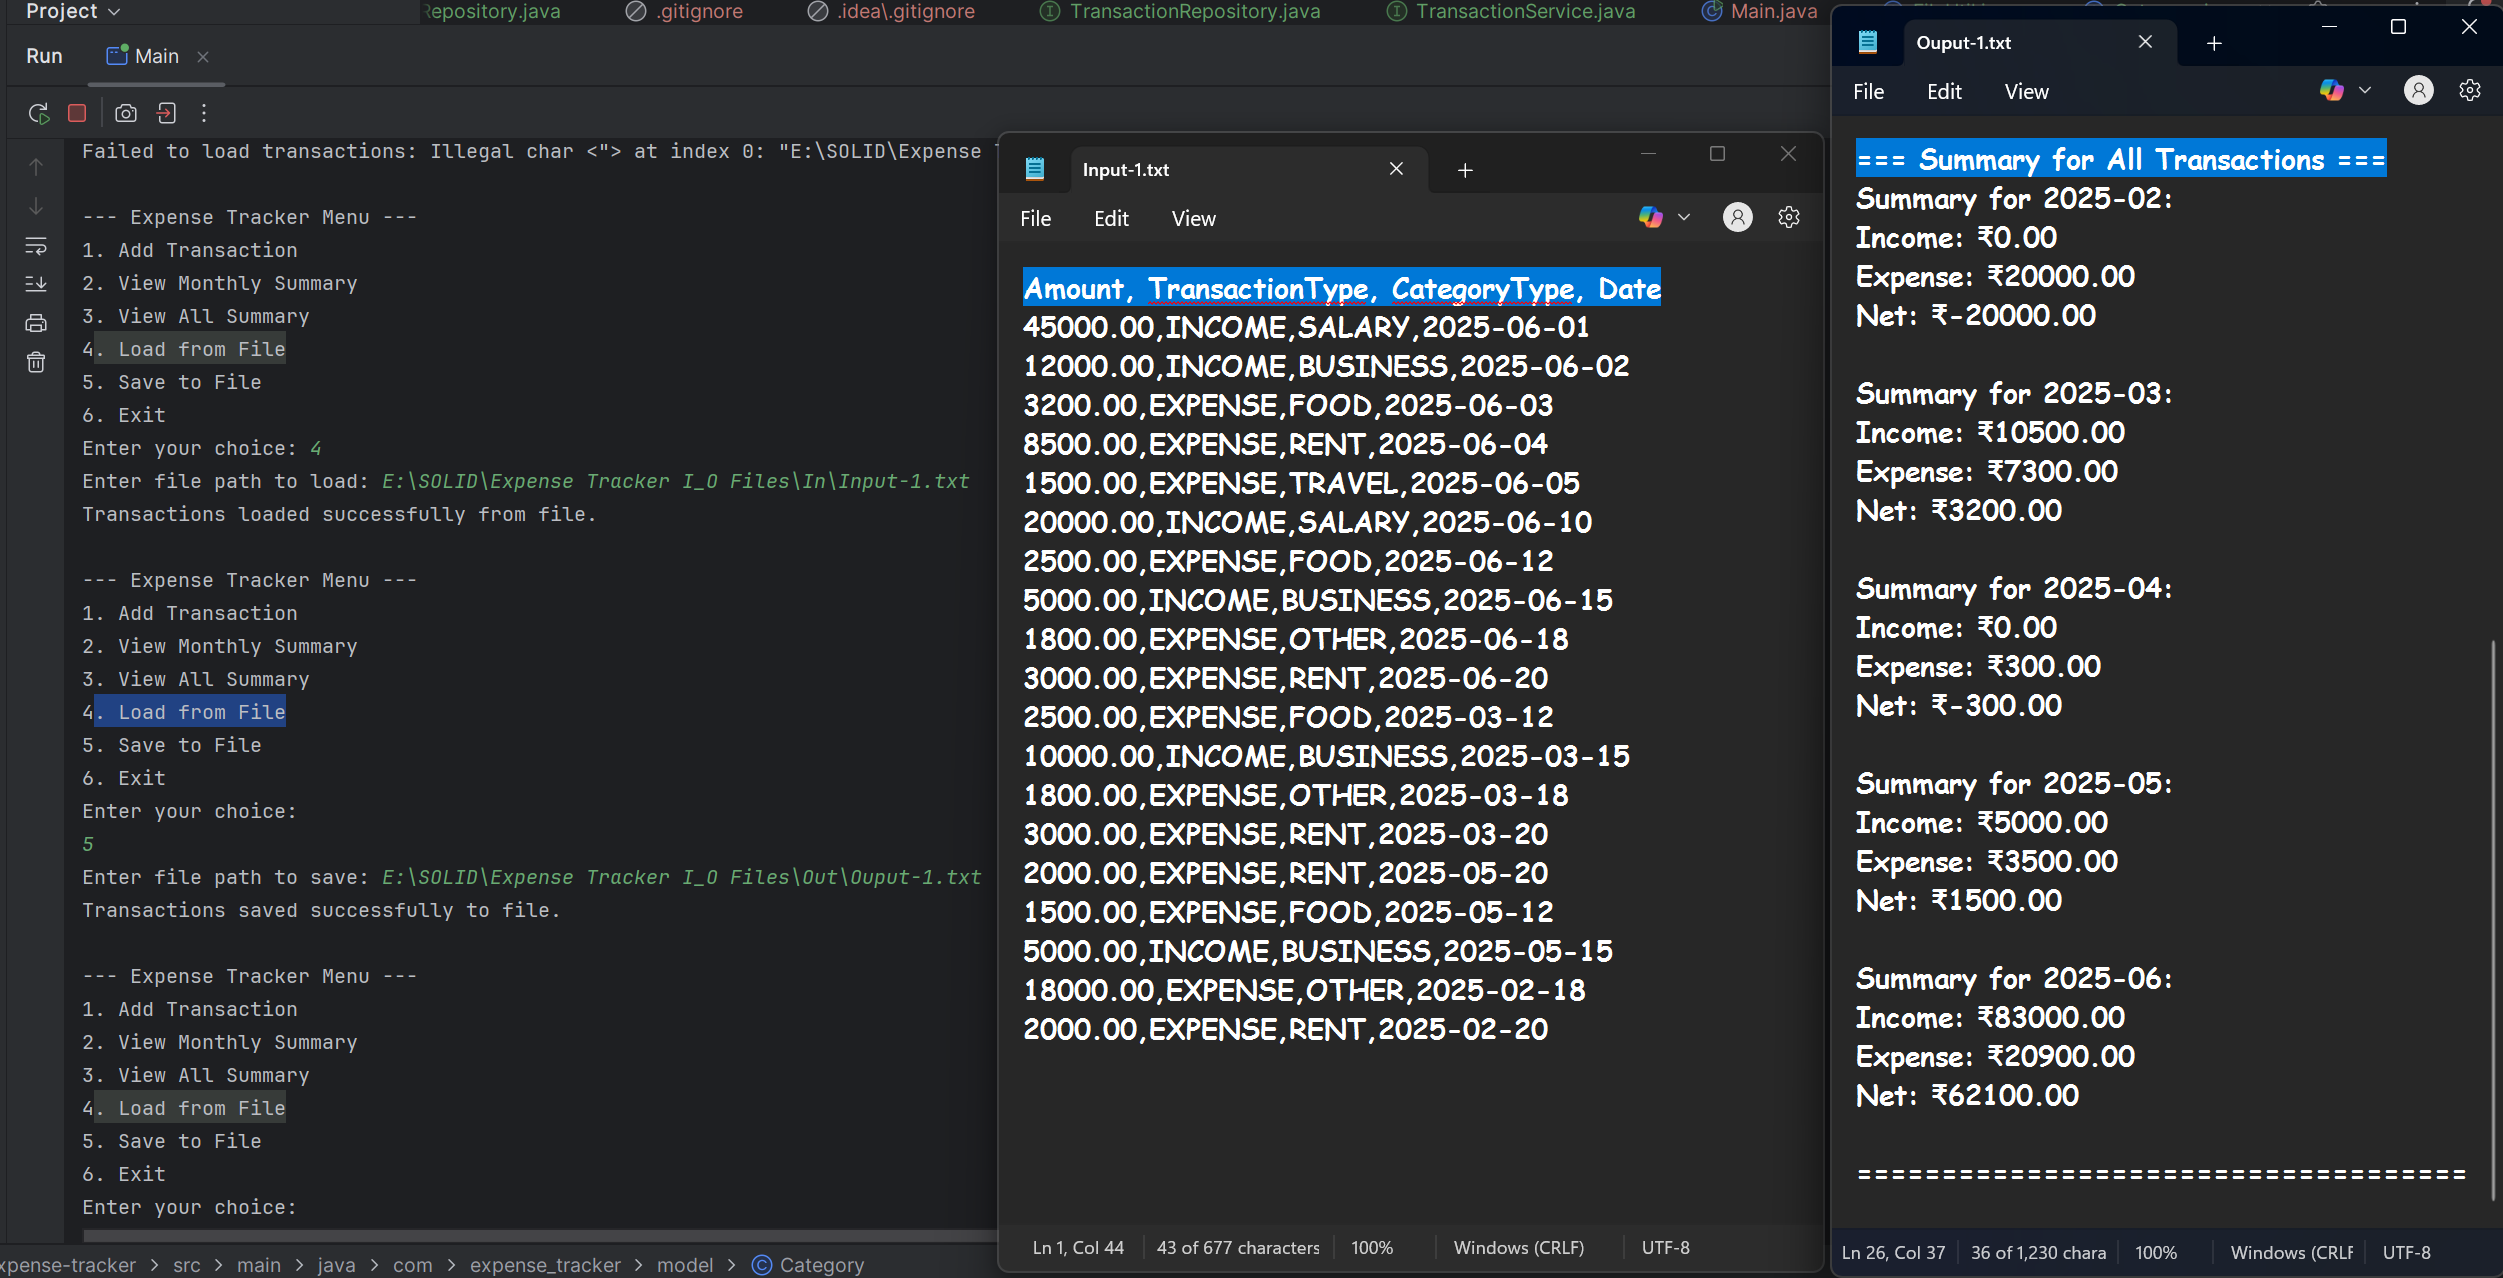 Project
Repository.java
.gitignore
.idea\.gitignore
TransactionRepository.java
TransactionService.java
Main.java
Run
Main
Failed to load transactions: Illegal char <"> at index 0: "E:\SOLID\Expense
--- Expense Tracker Menu ---
1. Add Transaction
2. View Monthly Summary
3. View All Summary
4. Load from File
5. Save to File
6. Exit
Enter your choice: 4
Enter file path to load: E:\SOLID\Expense Tracker I_O Files\In\Input-1.txt
Transactions loaded successfully from file.
--- Expense Tracker Menu ---
1. Add Transaction
2. View Monthly Summary
3. View All Summary
4. Load from File
5. Save to File
6. Exit
Enter your choice:
5
Enter file path to save: E:\SOLID\Expense Tracker I_O Files\Out\Ouput-1.txt
Transactions saved successfully to file.
--- Expense Tracker Menu ---
1. Add Transaction
2. View Monthly Summary
3. View All Summary
4. Load from File
5. Save to File
6. Exit
Enter your choice:
xpense-tracker > src > main > java > com > expense_tracker > model > Category
Input-1.txt
File Edit View
Amount, TransactionType, CategoryType, Date
45000.00,INCOME,SALARY,2025-06-01
12000.00,INCOME,BUSINESS,2025-06-02
3200.00,EXPENSE,FOOD,2025-06-03
8500.00,EXPENSE,RENT,2025-06-04
1500.00,EXPENSE,TRAVEL,2025-06-05
20000.00,INCOME,SALARY,2025-06-10
2500.00,EXPENSE,FOOD,2025-06-12
5000.00,INCOME,BUSINESS,2025-06-15
1800.00,EXPENSE,OTHER,2025-06-18
3000.00,EXPENSE,RENT,2025-06-20
2500.00,EXPENSE,FOOD,2025-03-12
10000.00,INCOME,BUSINESS,2025-03-15
1800.00,EXPENSE,OTHER,2025-03-18
3000.00,EXPENSE,RENT,2025-03-20
2000.00,EXPENSE,RENT,2025-05-20
1500.00,EXPENSE,FOOD,2025-05-12
5000.00,INCOME,BUSINESS,2025-05-15
18000.00,EXPENSE,OTHER,2025-02-18
2000.00,EXPENSE,RENT,2025-02-20
Ln 1, Col 44 43 of 677 characters 100% Windows (CRLF) UTF-8
Ouput-1.txt
File Edit View
=== Summary for All Transactions ===
Summary for 2025-02:
Income: ₹0.00
Expense: ₹20000.00
Net: ₹-20000.00
Summary for 2025-03:
Income: ₹10500.00
Expense: ₹7300.00
Net: ₹3200.00
Summary for 2025-04:
Income: ₹0.00
Expense: ₹300.00
Net: ₹-300.00
Summary for 2025-05:
Income: ₹5000.00
Expense: ₹3500.00
Net: ₹1500.00
Summary for 2025-06:
Income: ₹83000.00
Expense: ₹20900.00
Net: ₹62100.00
====================================
Ln 26, Col 37 36 of 1,230 chara 100% Windows (CRLF UTF-8